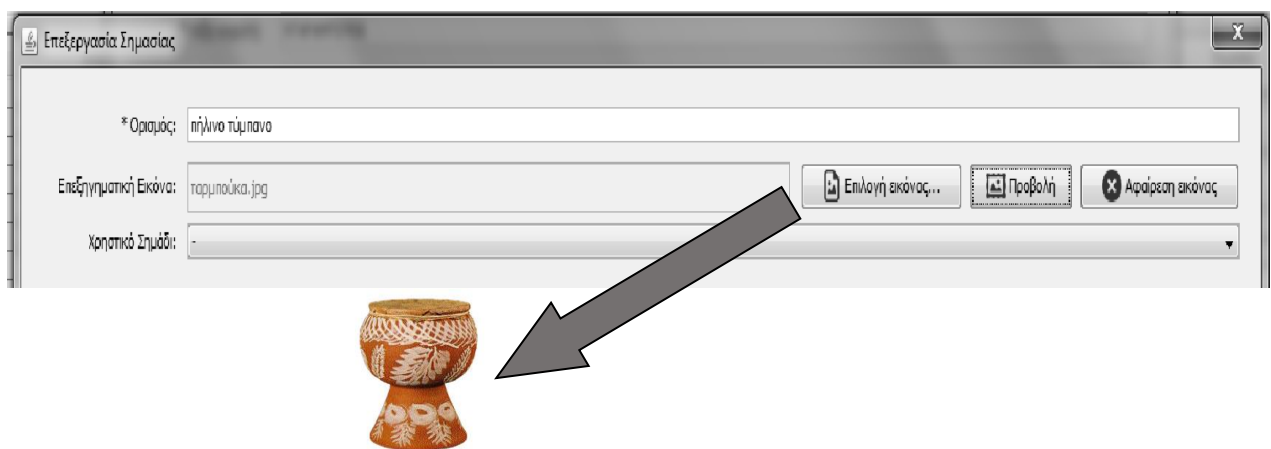 Επεξεργασία Σημασίας X
* Ορισμός: πήλινο τύμπανο
Επεξηγηματική Εικόνα: ταρμπούκα.jpg Επιλογή εικόνας... Προβολή Αφαίρεση εικόνας
Χρηστικό Σημάδι: -